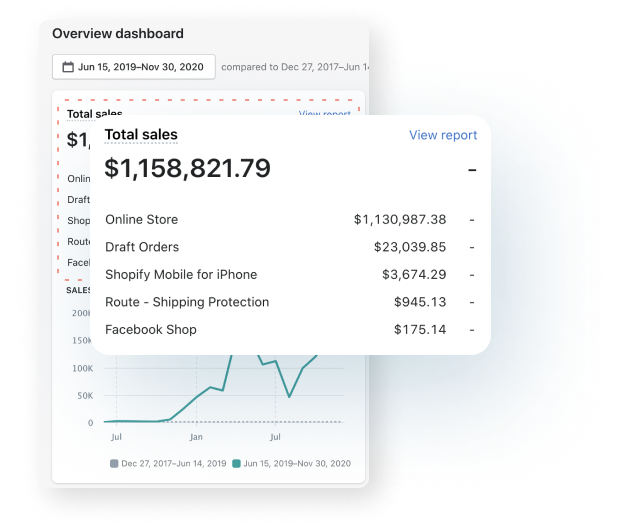 Overview dashboard
Jun 15, 2019–Nov 30, 2020 compared to Dec 27, 2017–Jun
Total sales View report
$1,
Total sales View report
$1,158,821.79 -
Online Store $1,130,987.38 -
Draft Orders $23,039.85 -
Shopify Mobile for iPhone $3,674.29 -
Route - Shipping Protection $945.13 -
Facebook Shop $175.14 -
Onlin
Draft
Shop
Route
Facel
SALES
200K
150K
100K
50K
0
Jul Jan Jul
Dec 27, 2017–Jun 14, 2019 Jun 15, 2019–Nov 30, 2020